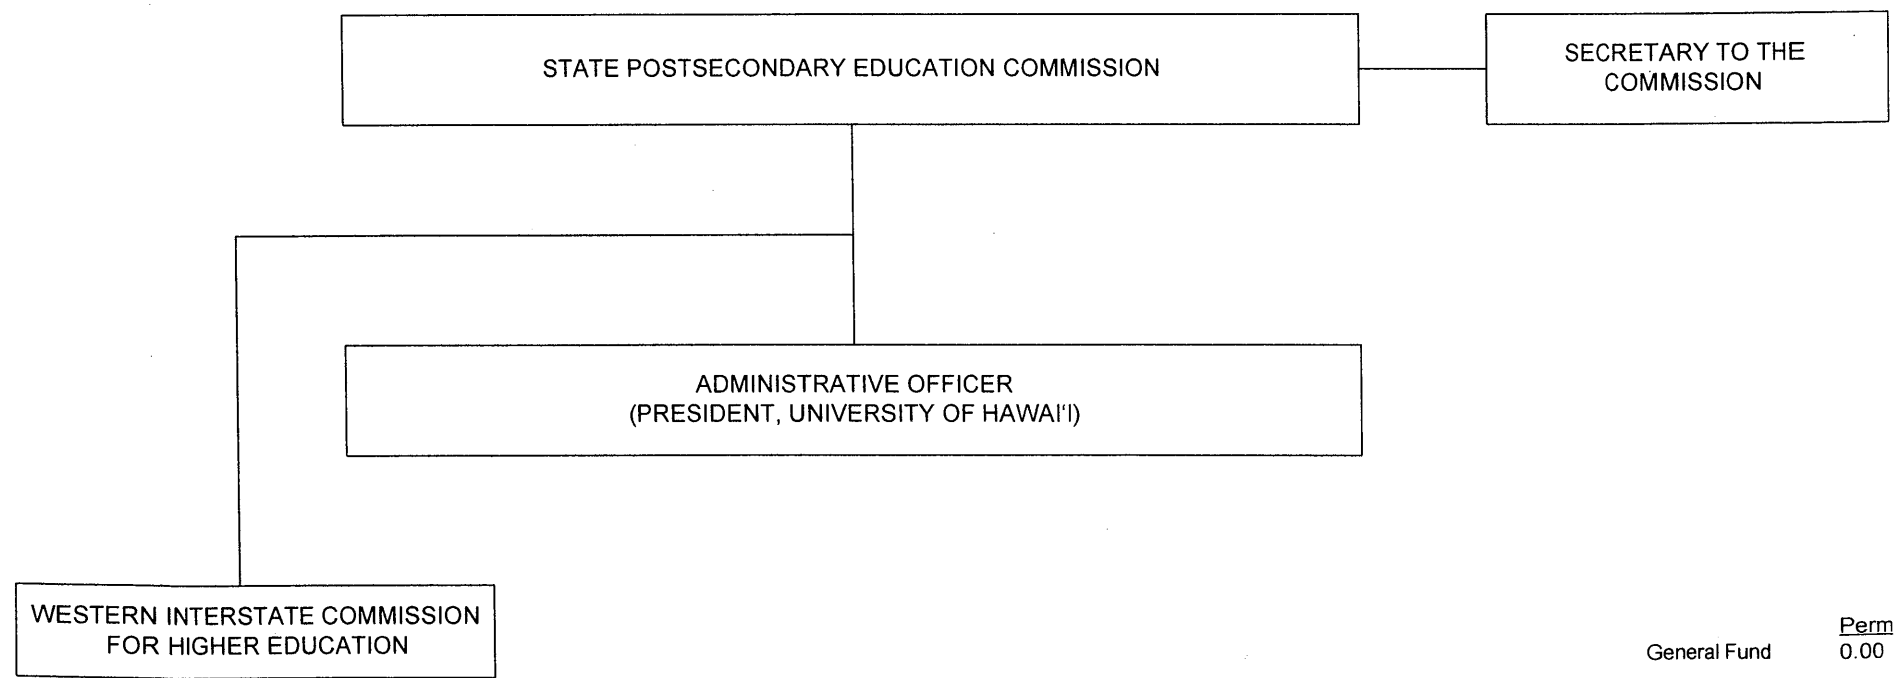 STATE POSTSECONDARY EDUCATION COMMISSION
SECRETARY TO THE
COMMISSION
ADMINISTRATIVE OFFICER
(PRESIDENT, UNIVERSITY OF HAWAI‘I)
WESTERN INTERSTATE COMMISSION
FOR HIGHER EDUCATION
Perm
General Fund 0.00